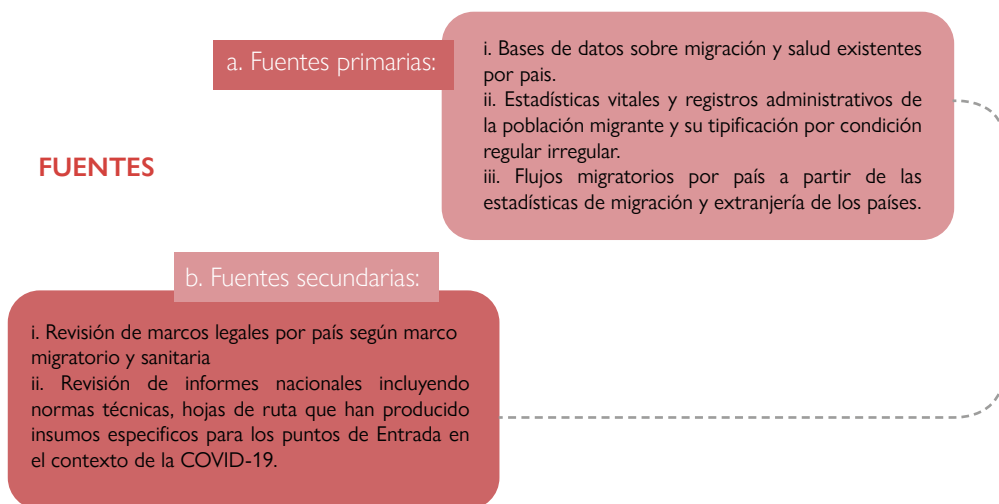 a. Fuentes primarias:
i. Bases de datos sobre migración y salud existentes
por pais.
ii. Estadísticas vitales y registros administrativos de
la población migrante y su tipificación por condición
regular irregular.
iii. Flujos migratorios por país a partir de las
estadísticas de migración y extranjería de los países.
FUENTES
b. Fuentes secundarias:
i. Revisión de marcos legales por país según marco
migratorio y sanitaria
ii. Revisión de informes nacionales incluyendo
normas técnicas, hojas de ruta que han producido
insumos especificos para los puntos de Entrada en
el contexto de la COVID-19.